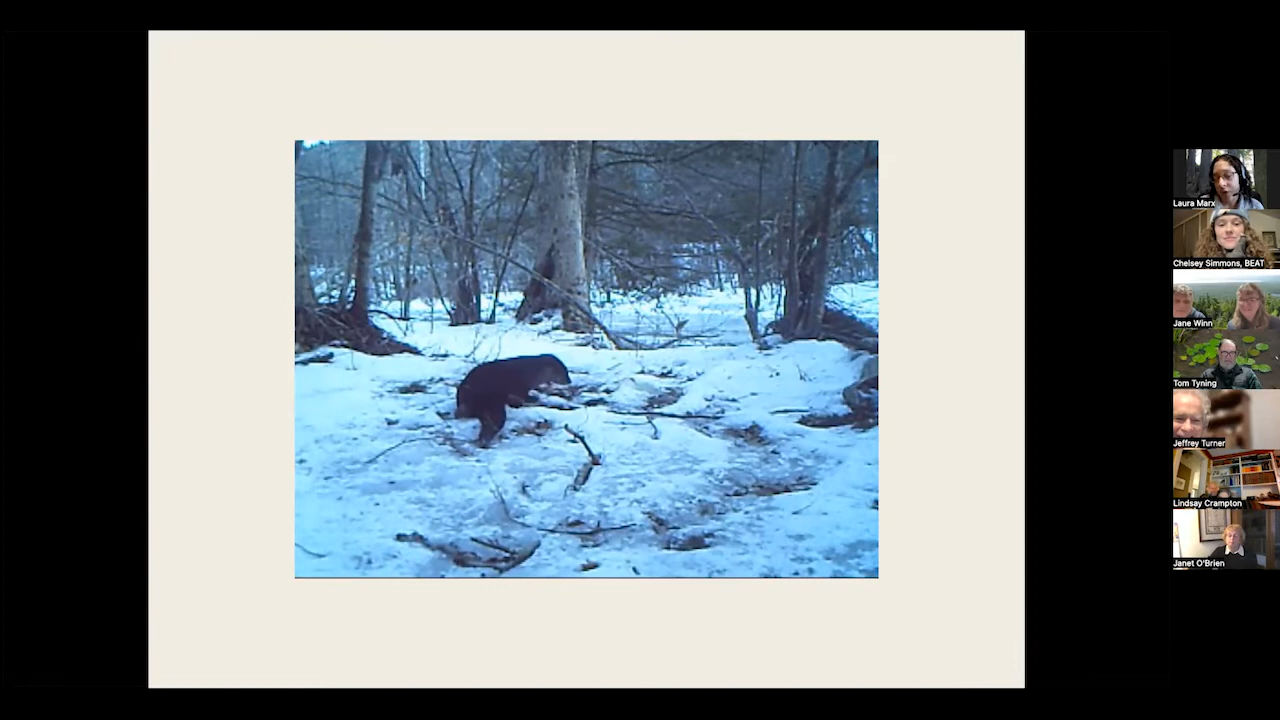 Laura Marx
Chelsey Simmons, BEAT
Jane Winn
Tom Tyning
Jeffrey Turner
Lindsay Crampton
Janet O'Brien